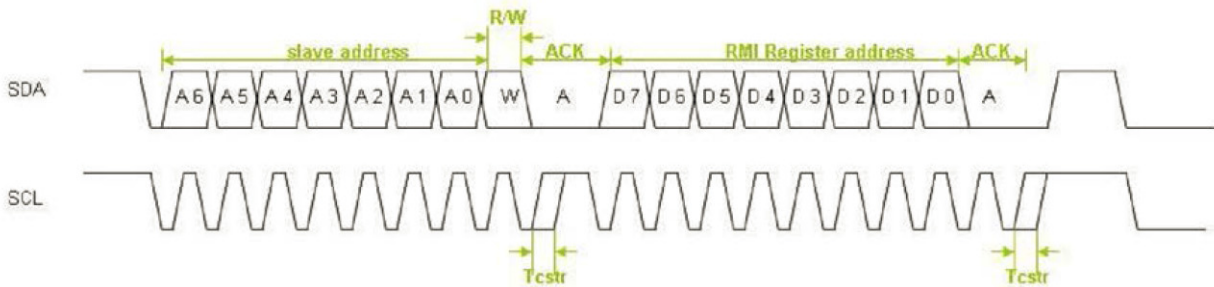 R/W
slave address ACK RMI Register address ACK
SDA A6 A5 A4 A3 A2 A1 A0 W A D7 D6 D5 D4 D3 D2 D1 D0 A
SCL
Tcstr Tcstr